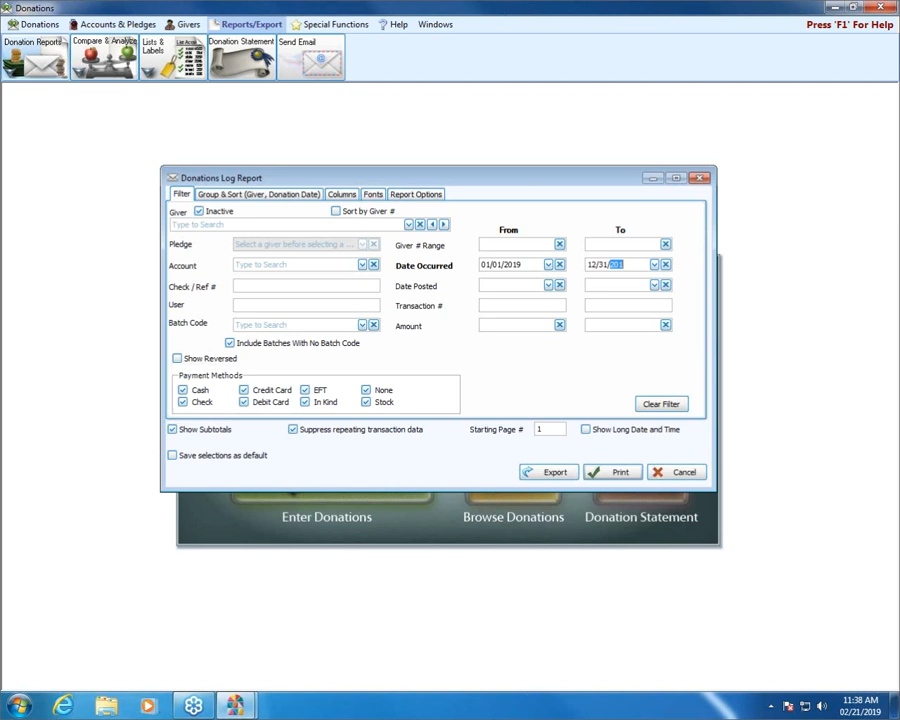 Donations
Donations Accounts & Pledges Givers Reports/Export Special Functions Help Windows Press 'F1' For Help
Donation Reports Compare & Analyze Lists & Labels Donation Statement Send Email
Donations Log Report
Filter Group & Sort (Giver, Donation Date) Columns Fonts Report Options
Giver Inactive Sort by Giver #
Type to Search
From To
Pledge Select a giver before selecting a ... Giver # Range
Account Type to Search Date Occurred 01/01/2019 12/31/201
Check / Ref # Date Posted
User Transaction #
Batch Code Type to Search Amount
Include Batches With No Batch Code
Show Reversed
Payment Methods
Cash Credit Card EFT None
Check Debit Card In Kind Stock
Clear Filter
Show Subtotals Suppress repeating transaction data Starting Page # 1 Show Long Date and Time
Save selections as default
Export Print Cancel
Enter Donations Browse Donations Donation Statement
11:38 AM
02/21/2019